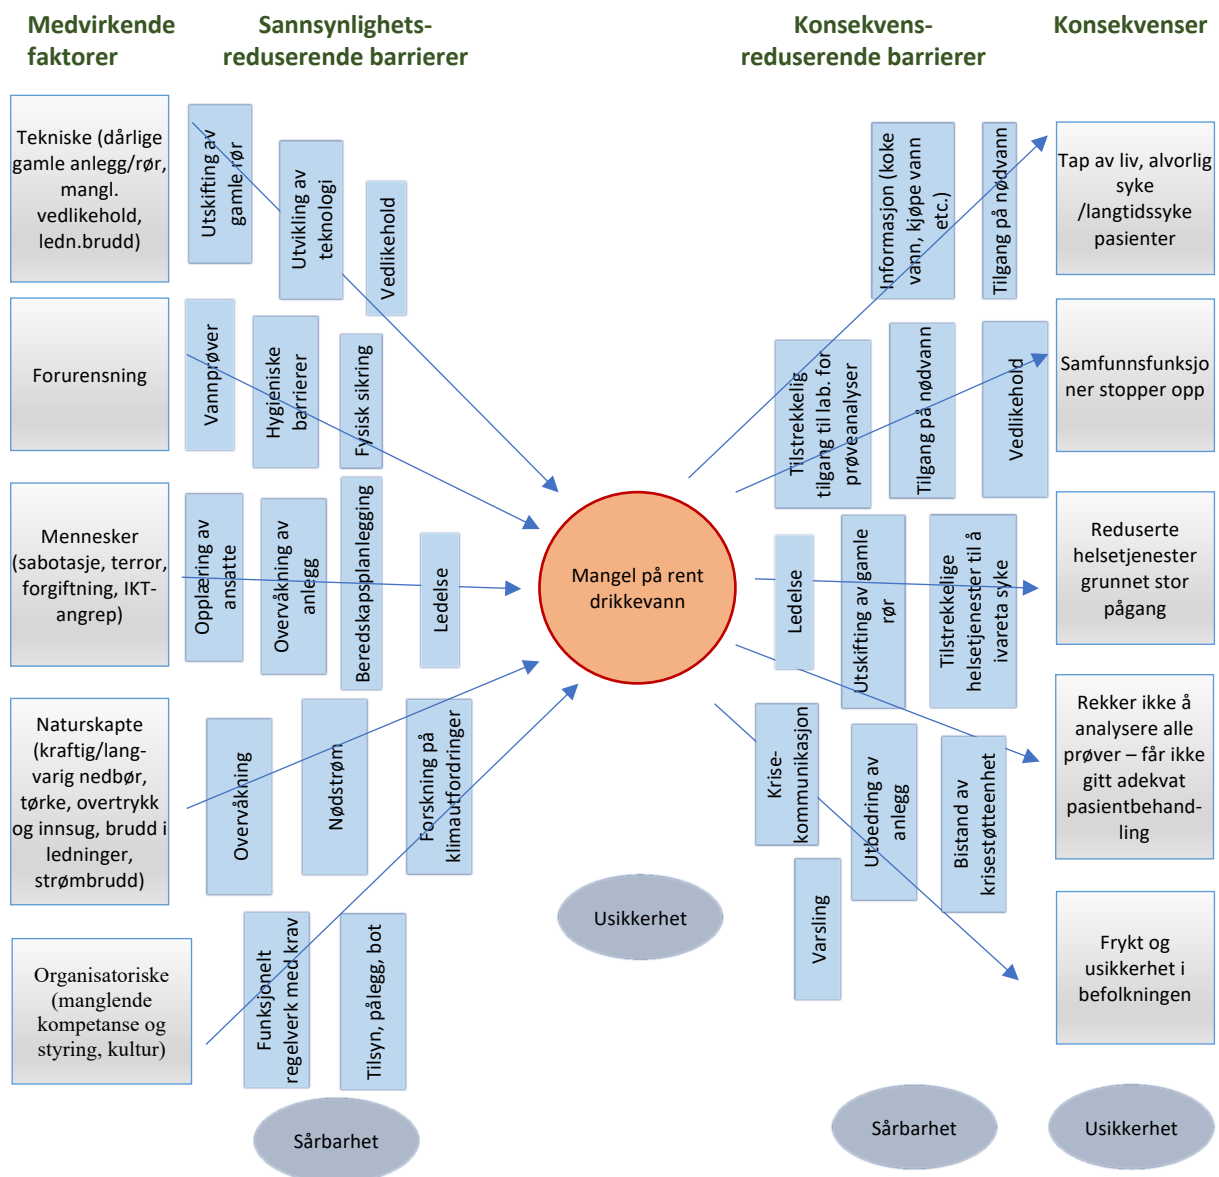 Medvirkende
faktorer
Sannsynlighets-
reduserende barrierer
Konsekvens-
reduserende barrierer
Konsekvenser
Tekniske (dårlige
gamle anlegg/rør,
mangl.
vedlikehold,
ledn.brudd)
Utskifting av
gamle rør
Utvikling av
teknologi
Vedlikehold
Informasjon (koke
vann, kjøpe vann
etc.)
Tilgang på nødvann
Tap av liv, alvorlig
syke
/langtidssyke
pasienter
Forurensning
Vannprøver
Hygieniske
barrierer
Fysisk sikring
Tilstrekkelig
tilgang til lab. for
prøveanalyser
Tilgang på nødvann
Vedlikehold
Samfunnsfunksjo
ner stopper opp
Mennesker
(sabotasje, terror,
forgiftning, IKT-
angrep)
Opplæring av
ansatte
Overvåkning av
anlegg
Beredskapsplanlegging
Ledelse
Mangel på rent
drikkevann
Ledelse
Utskifting av gamle
rør
Tilstrekkelige
helsetjenester til å
ivareta syke
Reduserte
helsetjenester
grunnet stor
pågang
Naturskapte
(kraftig/lang-
varig nedbør,
tørke, overtrykk
og innsug, brudd i
ledninger,
strømbrudd)
Overvåkning
Nødstrøm
Forskning på
klimautfordringer
Krise-
kommunikasjon
Utbedring av
anlegg
Bistand av
krisestøtteenhet
Rekker ikke å
analysere alle
prøver – får ikke
gitt adekvat
pasientbehand-
ling
Usikkerhet
Varsling
Organisatoriske
(manglende
kompetanse og
styring, kultur)
Funksjonelt
regelverk med krav
Tilsyn, pålegg, bot
Frykt og
usikkerhet i
befolkningen
Sårbarhet
Sårbarhet
Usikkerhet